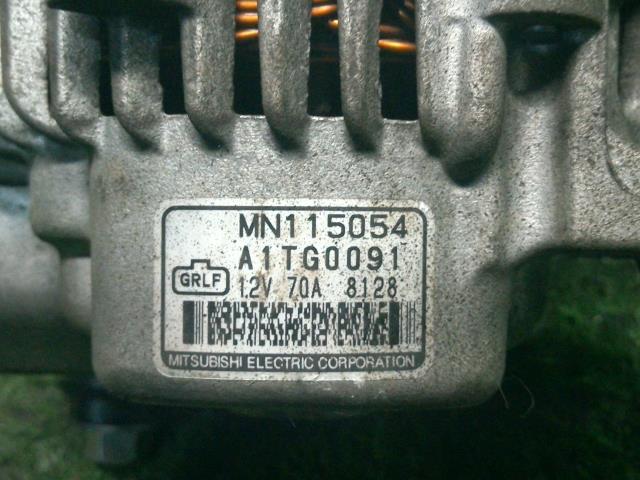 MN115054
A1TG0091
GRLF 12V 70A 8128
MITSUBISHI ELECTRIC CORPORATION